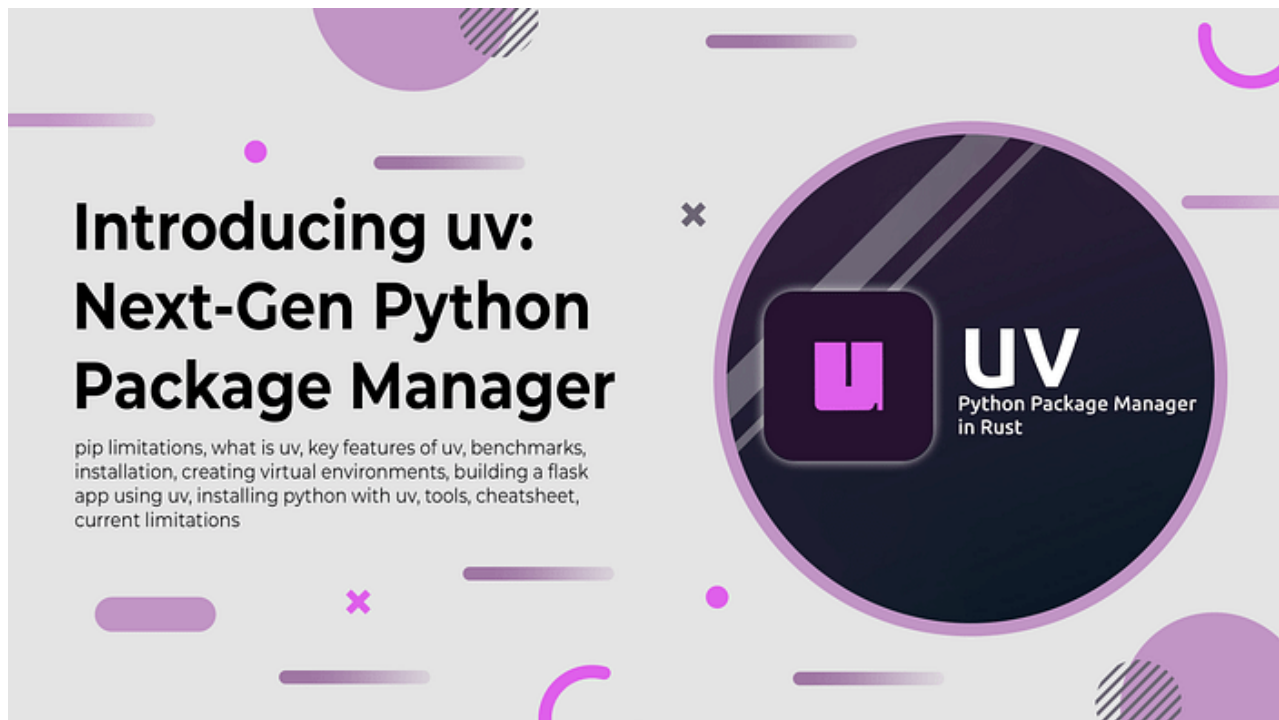 Introducing uv:
Next-Gen Python
Package Manager
pip limitations, what is uv, key features of uv, benchmarks,
installation, creating virtual environments, building a flask
app using uv, installing python with uv, tools, cheatsheet,
current limitations
uv
Python Package Manager
in Rust